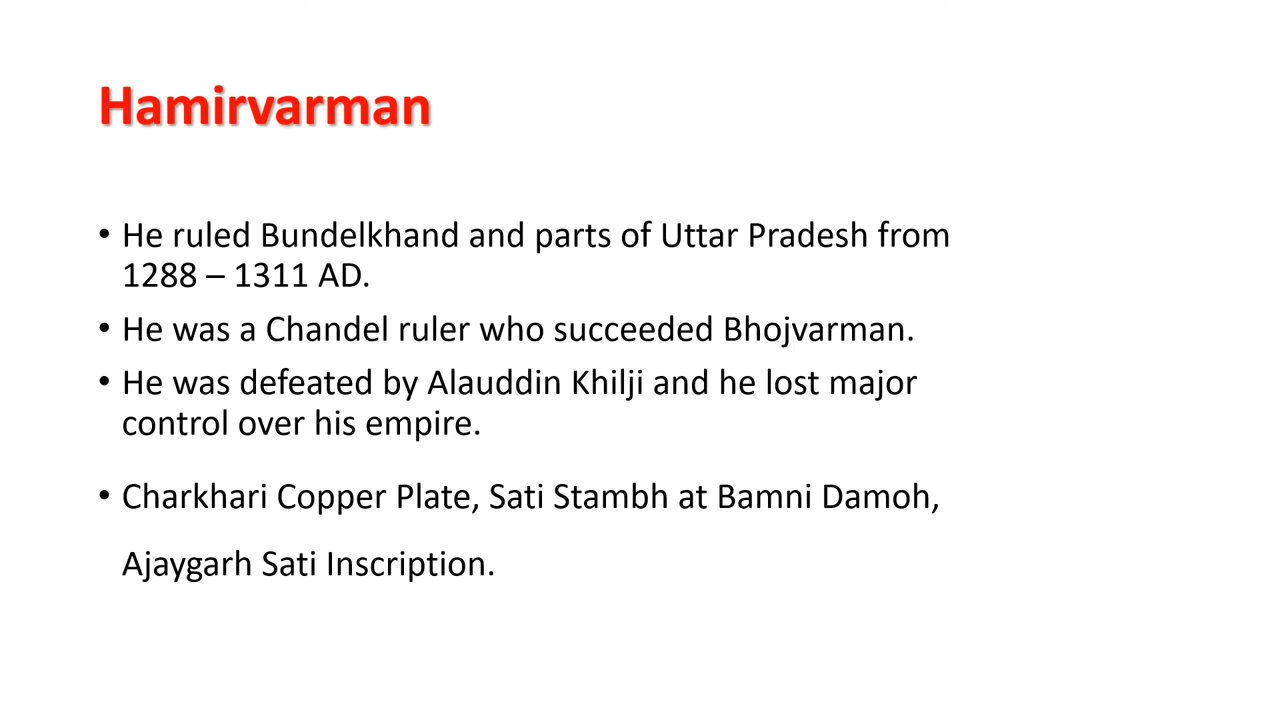 Hamirvarman
• He ruled Bundelkhand and parts of Uttar Pradesh from
1288 – 1311 AD.
• He was a Chandel ruler who succeeded Bhojvarman.
• He was defeated by Alauddin Khilji and he lost major
control over his empire.
• Charkhari Copper Plate, Sati Stambh at Bamni Damoh,
Ajaygarh Sati Inscription.